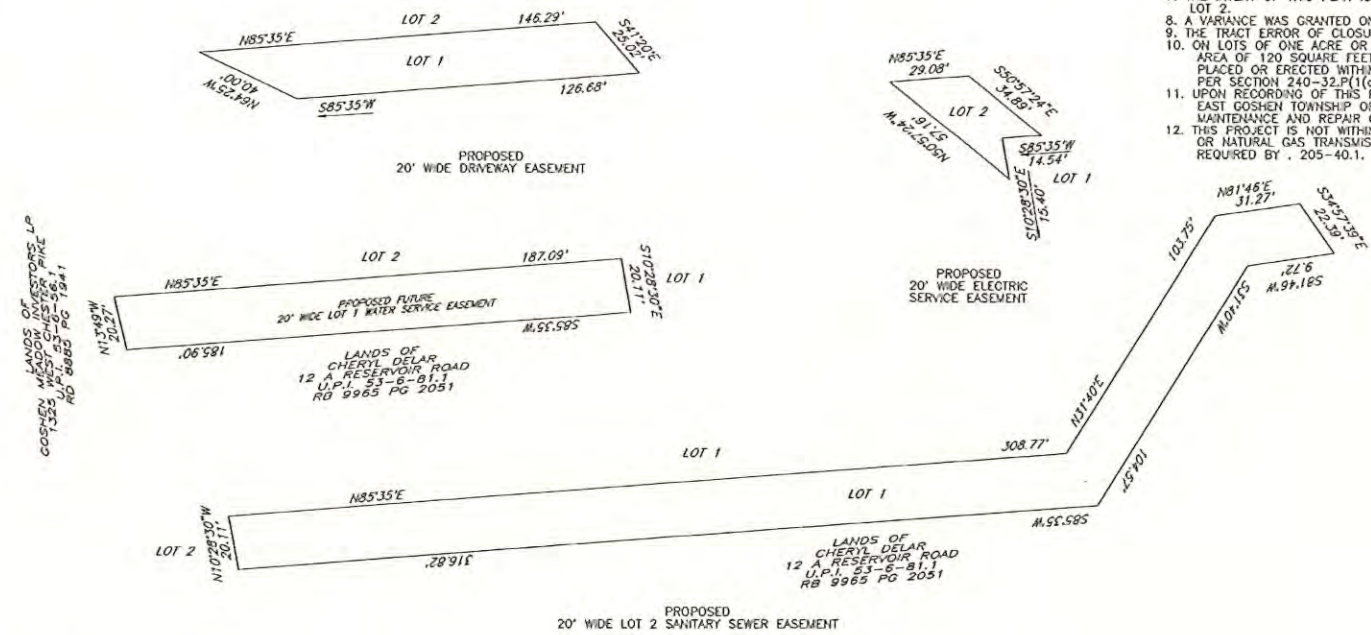 LOT 2
146.29'
N85°35'E
LOT 1
S41°20'E
25.02'
N64°25'W
40.00'
S85°35'W
126.68'
PROPOSED
20' WIDE DRIVEWAY EASEMENT
N85°35'E
29.08'
S50°57'24"E
34.89'
LOT 2
N50°57'24"W
57.16'
S85°35'W
14.54'
LOT 1
S10°28'30"E
15.40'
PROPOSED
20' WIDE ELECTRIC
SERVICE EASEMENT
LOT 2.
8. A VARIANCE WAS GRANTED
9. THE TRACT ERROR OF
10. ON LOTS OF ONE ACRE OR
AREA OF 120 SQUARE FEET
PLACED OR ERECTED
PER SECTION 240-32.P(1(
11. UPON RECORDING OF THIS
EAST GOSHEN TOWNSHIP
MAINTENANCE AND REPAIR
12. THIS PROJECT IS NOT
OR NATURAL GAS
REQUIRED BY . 205-40.1.
LANDS OF
GOSHEN MEADOW INVESTORS LP
1325 WEST CHESTER PIKE
U.P.I. 53-6-56.1
RD 8885 PG 1941
LOT 2
187.09'
N85°35'E
S10°28'30"E
20.11'
LOT 1
N13°49'W
20.27'
PROPOSED FUTURE
20' WIDE LOT 1 WATER SERVICE EASEMENT
S85°35'W
185.90'
LANDS OF
CHERYL DELAR
12 A RESERVOIR ROAD
U.P.I. 53-6-81.1
RB 9965 PG 2051
N81°46'E
31.27'
S34°57'39"E
22.39'
103.75'
9.72'
S81°46'W
S31°40'W
N31°40'E
LOT 1
308.77'
N85°35'E
LOT 1
104.57'
S85°35'W
LOT 2
N10°28'30"W
20.11'
316.82'
LANDS OF
CHERYL DELAR
12 A RESERVOIR ROAD
U.P.I. 53-6-81.1
RB 9965 PG 2051
PROPOSED
20' WIDE LOT 2 SANITARY SEWER EASEMENT